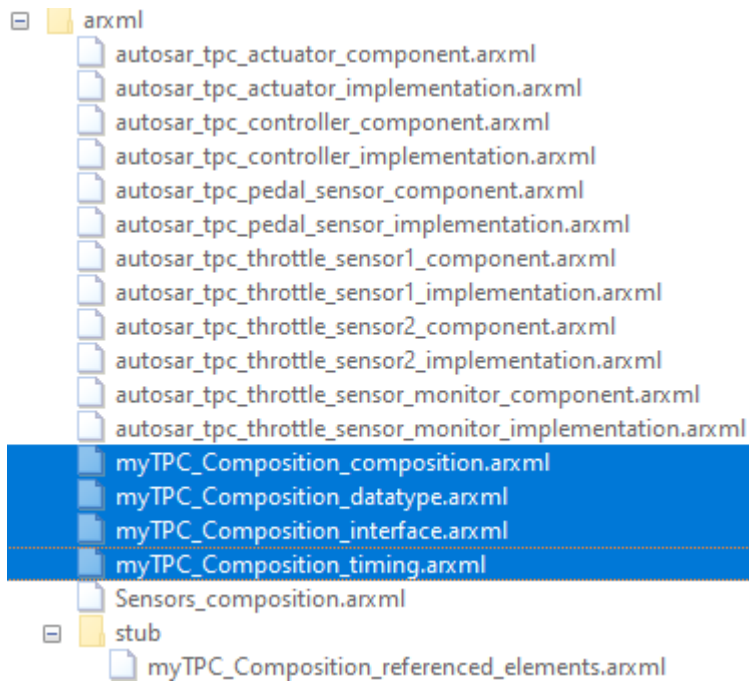 arxml
autosar_tpc_actuator_component.arxml
autosar_tpc_actuator_implementation.arxml
autosar_tpc_controller_component.arxml
autosar_tpc_controller_implementation.arxml
autosar_tpc_pedal_sensor_component.arxml
autosar_tpc_pedal_sensor_implementation.arxml
autosar_tpc_throttle_sensor1_component.arxml
autosar_tpc_throttle_sensor1_implementation.arxml
autosar_tpc_throttle_sensor2_component.arxml
autosar_tpc_throttle_sensor2_implementation.arxml
autosar_tpc_throttle_sensor_monitor_component.arxml
autosar_tpc_throttle_sensor_monitor_implementation.arxml
myTPC_Composition_composition.arxml
myTPC_Composition_datatype.arxml
myTPC_Composition_interface.arxml
myTPC_Composition_timing.arxml
Sensors_composition.arxml
stub
myTPC_Composition_referenced_elements.arxml